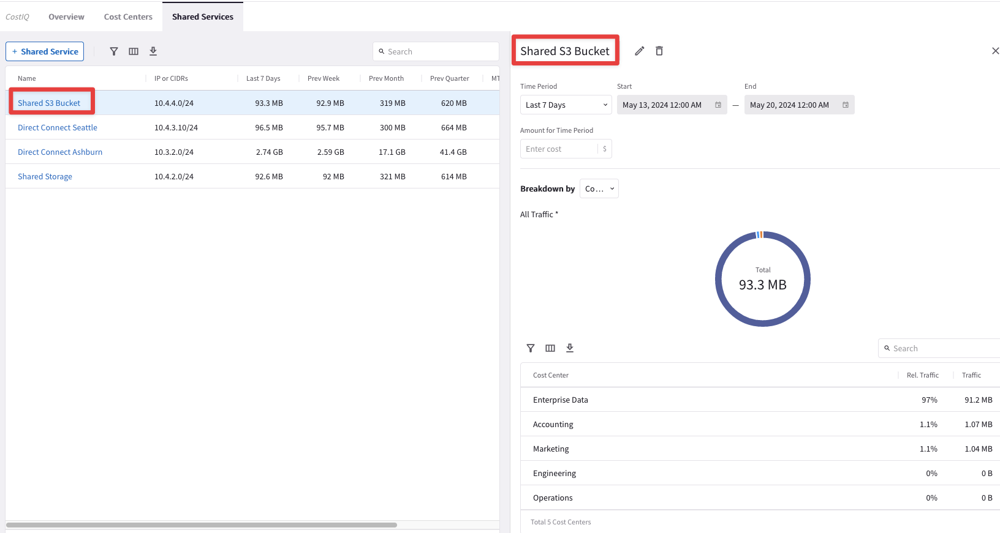 CostIQ Overview Cost Centers Shared Services
+ Shared Service
Search
Name IP or CIDRs Last 7 Days Prev Week Prev Month Prev Quarter MT
Shared S3 Bucket 10.4.4.0/24 93.3 MB 92.9 MB 319 MB 620 MB
Direct Connect Seattle 10.4.3.10/24 96.5 MB 95.7 MB 300 MB 664 MB
Direct Connect Ashburn 10.3.2.0/24 2.74 GB 2.59 GB 17.1 GB 41.4 GB
Shared Storage 10.4.2.0/24 92.6 MB 92 MB 321 MB 614 MB
Shared S3 Bucket
Time Period Start End
Last 7 Days May 13, 2024 12:00 AM — May 20, 2024 12:00 AM
Amount for Time Period
Enter cost $
Breakdown by Co...
All Traffic *
Total
93.3 MB
Search
Cost Center Rel. Traffic Traffic
Enterprise Data 97% 91.2 MB
Accounting 1.1% 1.07 MB
Marketing 1.1% 1.04 MB
Engineering 0% 0 B
Operations 0% 0 B
Total 5 Cost Centers